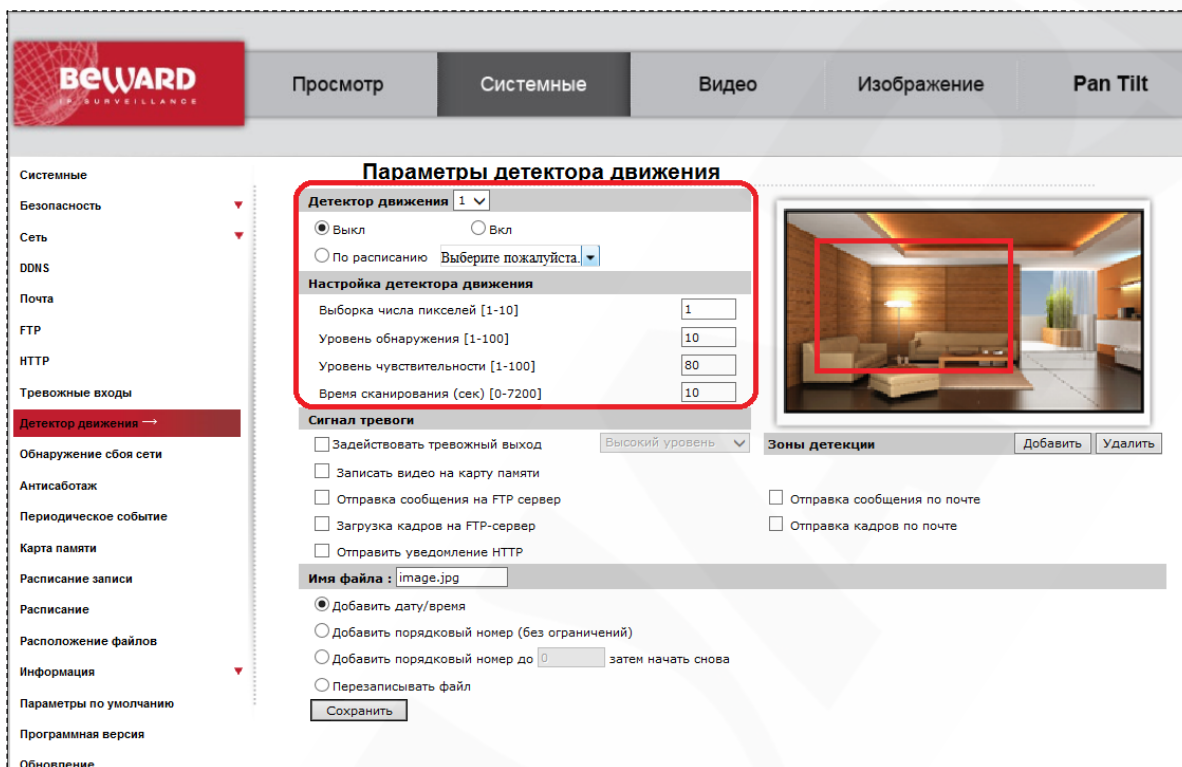 BEWARD
IP SURVEILLANCE
Просмотр Системные Видео Изображение Pan Tilt
Системные
Безопасность
Сеть
DDNS
Почта
FTP
HTTP
Тревожные входы
Детектор движения →
Обнаружение сбоя сети
Антисаботаж
Периодическое событие
Карта памяти
Расписание записи
Расписание
Расположение файлов
Информация
Параметры по умолчанию
Программная версия
Обновление
Параметры детектора движения
Детектор движения 1
Выкл Вкл
По расписанию Выберите пожалуйста.
Настройка детектора движения
Выборка числа пикселей [1-10] 1
Уровень обнаружения [1-100] 10
Уровень чувствительности [1-100] 80
Время сканирования (сек) [0-7200] 10
Сигнал тревоги
Задействовать тревожный выход Высокий уровень
Зоны детекции Добавить Удалить
Записать видео на карту памяти
Отправка сообщения на FTP сервер Отправка сообщения по почте
Загрузка кадров на FTP-сервер Отправка кадров по почте
Отправить уведомление HTTP
Имя файла : image.jpg
Добавить дату/время
Добавить порядковый номер (без ограничений)
Добавить порядковый номер до 0 затем начать снова
Перезаписывать файл
Сохранить